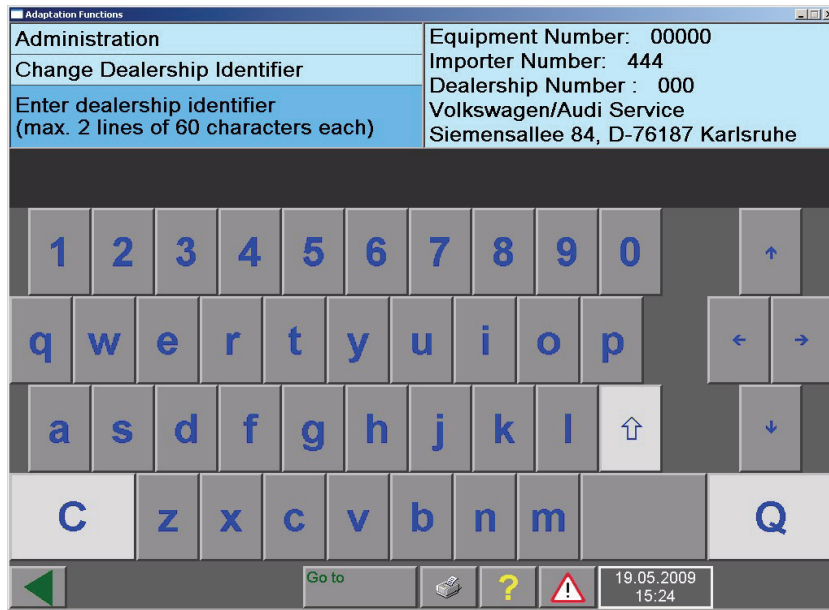 Adaptation Functions
Administration
Change Dealership Identifier
Enter dealership identifier
(max. 2 lines of 60 characters each)
Equipment Number: 00000
Importer Number: 444
Dealership Number : 000
Volkswagen/Audi Service
Siemensallee 84, D-76187 Karlsruhe
1 2 3 4 5 6 7 8 9 0
q w e r t y u i o p
a s d f g h j k l
C z x c v b n m Q
Go to
?
19.05.2009
15:24